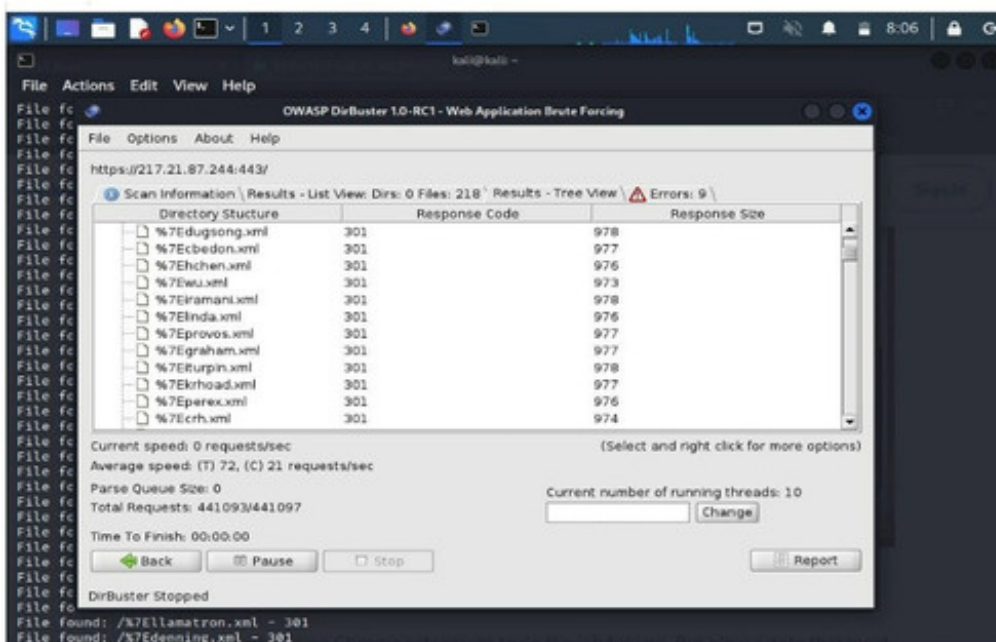 1 2 3 4 8:06 G
kali@kali: ~
File Actions Edit View Help
OWASP DirBuster 1.0-RC1 - Web Application Brute Forcing
File Options About Help
https://217.21.87.244:443/
Scan Information Results - List View: Dirs: 0 Files: 218 Results - Tree View Errors: 9
Directory Stucture Response Code Response Size
%7Edugsong.xml 301 978
%7Ecbedon.xml 301 977
%7Ehchen.xml 301 976
%7Ewu.xml 301 973
%7Eiramani.xml 301 978
%7Elinda.xml 301 976
%7Eprovos.xml 301 977
%7Egraham.xml 301 977
%7Eiturpin.xml 301 978
%7Ekrhoad.xml 301 977
%7Eperex.xml 301 976
%7Ecrh.xml 301 974
Current speed: 0 requests/sec (Select and right click for more options)
Average speed: (T) 72, (C) 21 requests/sec
Parse Queue Size: 0 Current number of running threads: 10
Total Requests: 441093/441097 Change
Time To Finish: 00:00:00
Back Pause Stop Report
DirBuster Stopped
File found: /%7Ellamatron.xml - 301
File found: /%7Edenning.xml - 301